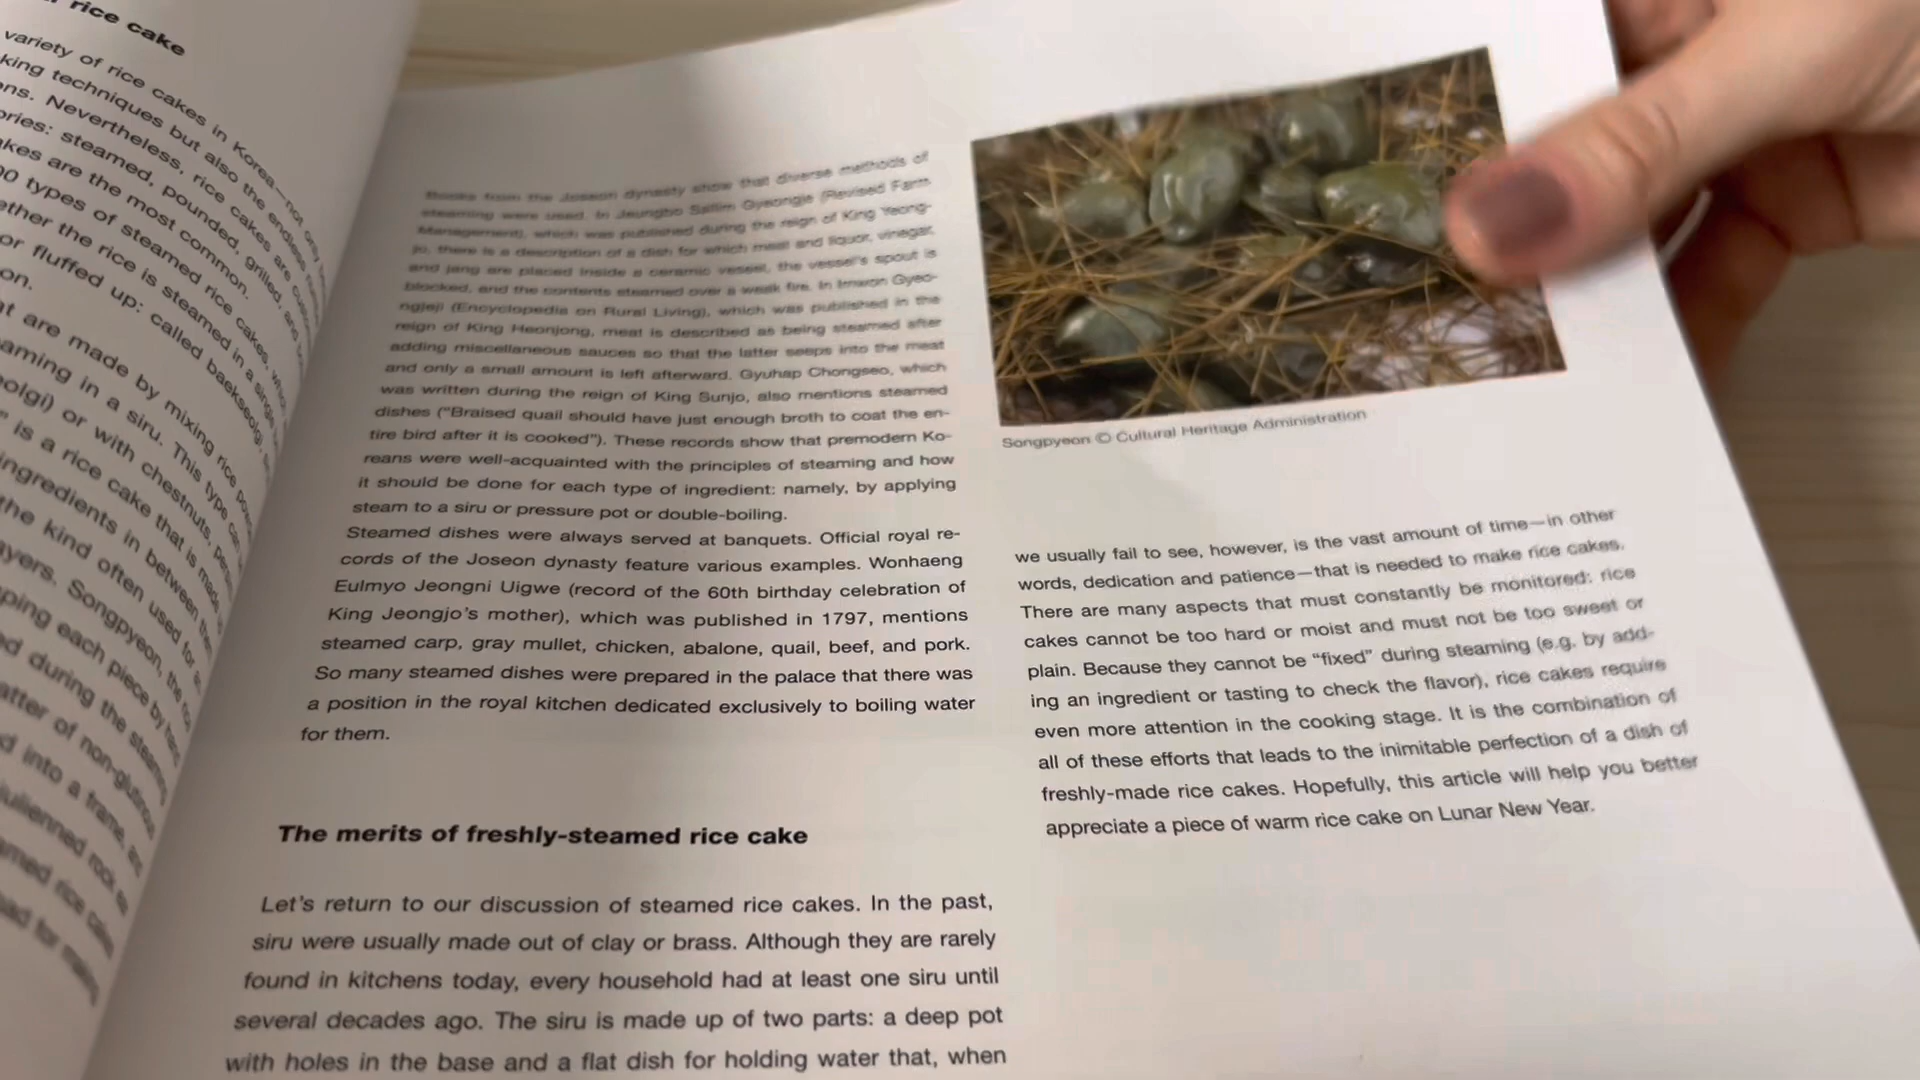 rice cake
variety of rice cakes in Korea—not only
king techniques but also the endless
ons. Nevertheless, rice cakes are
ories: steamed, pounded, grilled, and
akes are the most common.
00 types of steamed rice cakes,
ether the rice is steamed in a single
or fluffed up: called baekseolgi,
on.
at are made by mixing rice powder
aming in a siru. This type can
eolgi) or with chestnuts,
" is a rice cake that is made
ingredients in between
the kind often used for
ayers. Songpyeon, the
ping each piece by hand
ed during the steaming
atter of non-glutinous
d into a frame, and
julienned rock
amed rice cakes
for making
books from the Joseon dynasty show that diverse methods of
steaming were used. In Jeungbo Sallim Gyeongje (Revised Farm
Management), which was published during the reign of King Yeong-
jo, there is a description of a dish for which meat and liquor, vinegar,
and jang are placed inside a ceramic vessel, the vessel's spout is
blocked, and the contents steamed over a weak fire. In Imwon Gyeo-
ngjeji (Encyclopedia on Rural Living), which was published in the
reign of King Heonjong, meat is described as being steamed after
adding miscellaneous sauces so that the latter seeps into the meat
and only a small amount is left afterward. Gyuhap Chongseo, which
was written during the reign of King Sunjo, also mentions steamed
dishes ("Braised quail should have just enough broth to coat the en-
tire bird after it is cooked"). These records show that premodern Ko-
reans were well-acquainted with the principles of steaming and how
it should be done for each type of ingredient: namely, by applying
steam to a siru or pressure pot or double-boiling.
Steamed dishes were always served at banquets. Official royal re-
cords of the Joseon dynasty feature various examples. Wonhaeng
Eulmyo Jeongni Uigwe (record of the 60th birthday celebration of
King Jeongjo's mother), which was published in 1797, mentions
steamed carp, gray mullet, chicken, abalone, quail, beef, and pork.
So many steamed dishes were prepared in the palace that there was
a position in the royal kitchen dedicated exclusively to boiling water
for them.
The merits of freshly-steamed rice cake
Let's return to our discussion of steamed rice cakes. In the past,
siru were usually made out of clay or brass. Although they are rarely
found in kitchens today, every household had at least one siru until
several decades ago. The siru is made up of two parts: a deep pot
with holes in the base and a flat dish for holding water that, when
Songpyeon © Cultural Heritage Administration
we usually fail to see, however, is the vast amount of time—in other
words, dedication and patience—that is needed to make rice cakes.
There are many aspects that must constantly be monitored: rice
cakes cannot be too hard or moist and must not be too sweet or
plain. Because they cannot be "fixed" during steaming (e.g. by add-
ing an ingredient or tasting to check the flavor), rice cakes require
even more attention in the cooking stage. It is the combination of
all of these efforts that leads to the inimitable perfection of a dish of
freshly-made rice cakes. Hopefully, this article will help you better
appreciate a piece of warm rice cake on Lunar New Year.